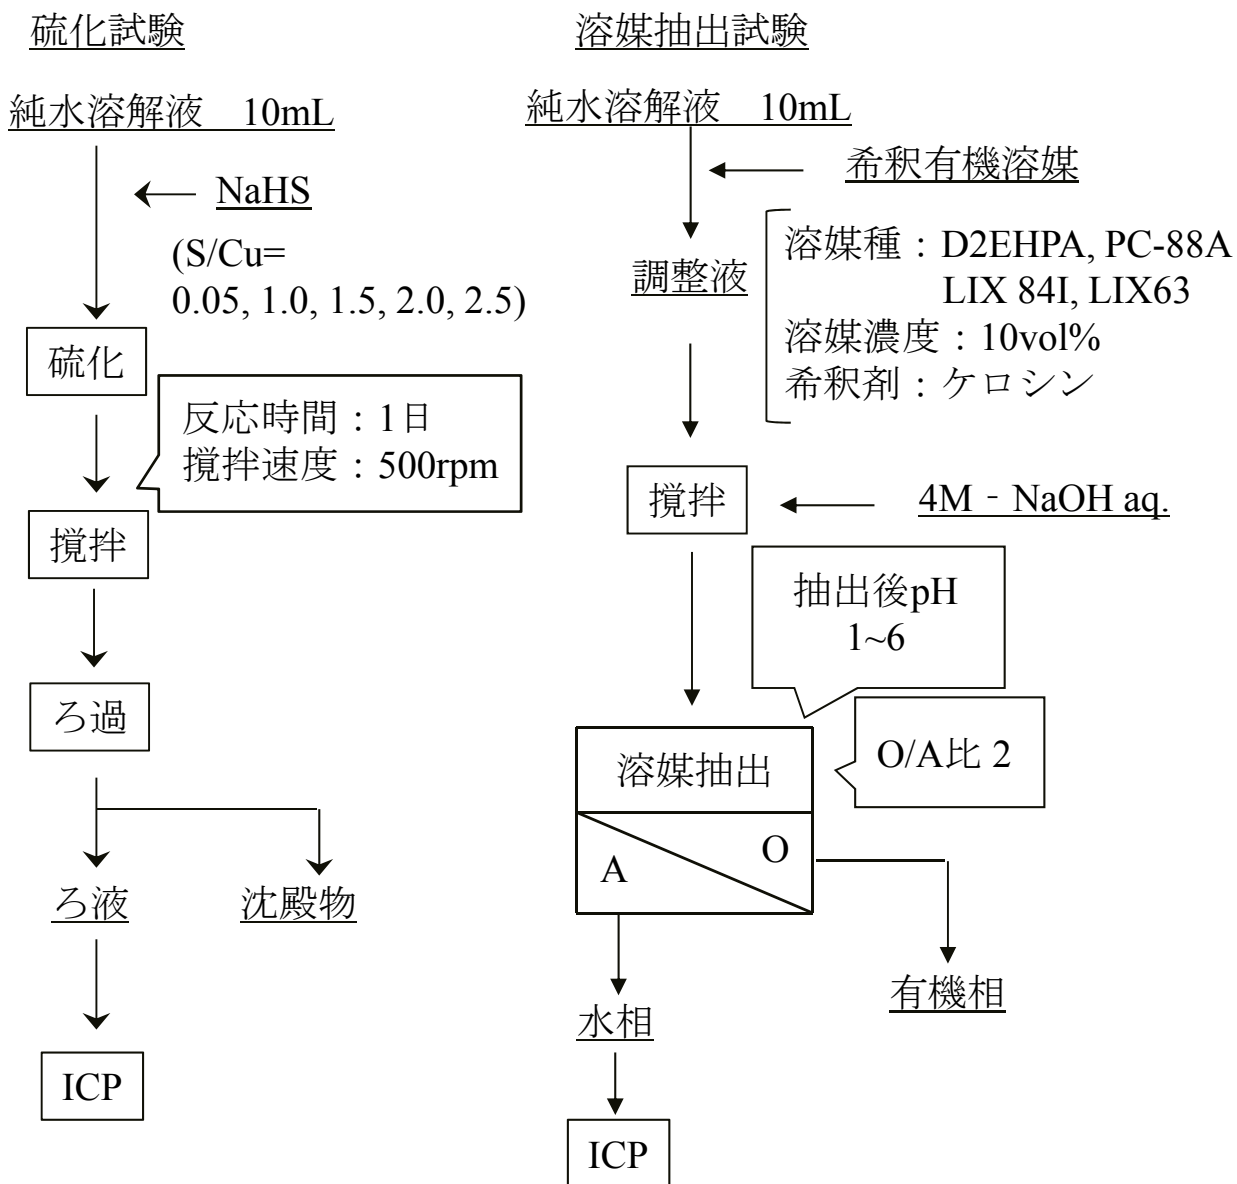 硫化試験
純水溶解液　10mL
NaHS
(S/Cu=
0.05, 1.0, 1.5, 2.0, 2.5)
硫化
反応時間：1日
撹拌速度：500rpm
撹拌
ろ過
ろ液
沈殿物
ICP
溶媒抽出試験
純水溶解液　10mL
希釈有機溶媒
溶媒種：D2EHPA, PC-88A
LIX 84I, LIX63
溶媒濃度：10vol%
希釈剤：ケロシン
調整液
撹拌
4M‐NaOH aq.
抽出後pH
1~6
溶媒抽出
O/A比 2
A
O
有機相
水相
ICP